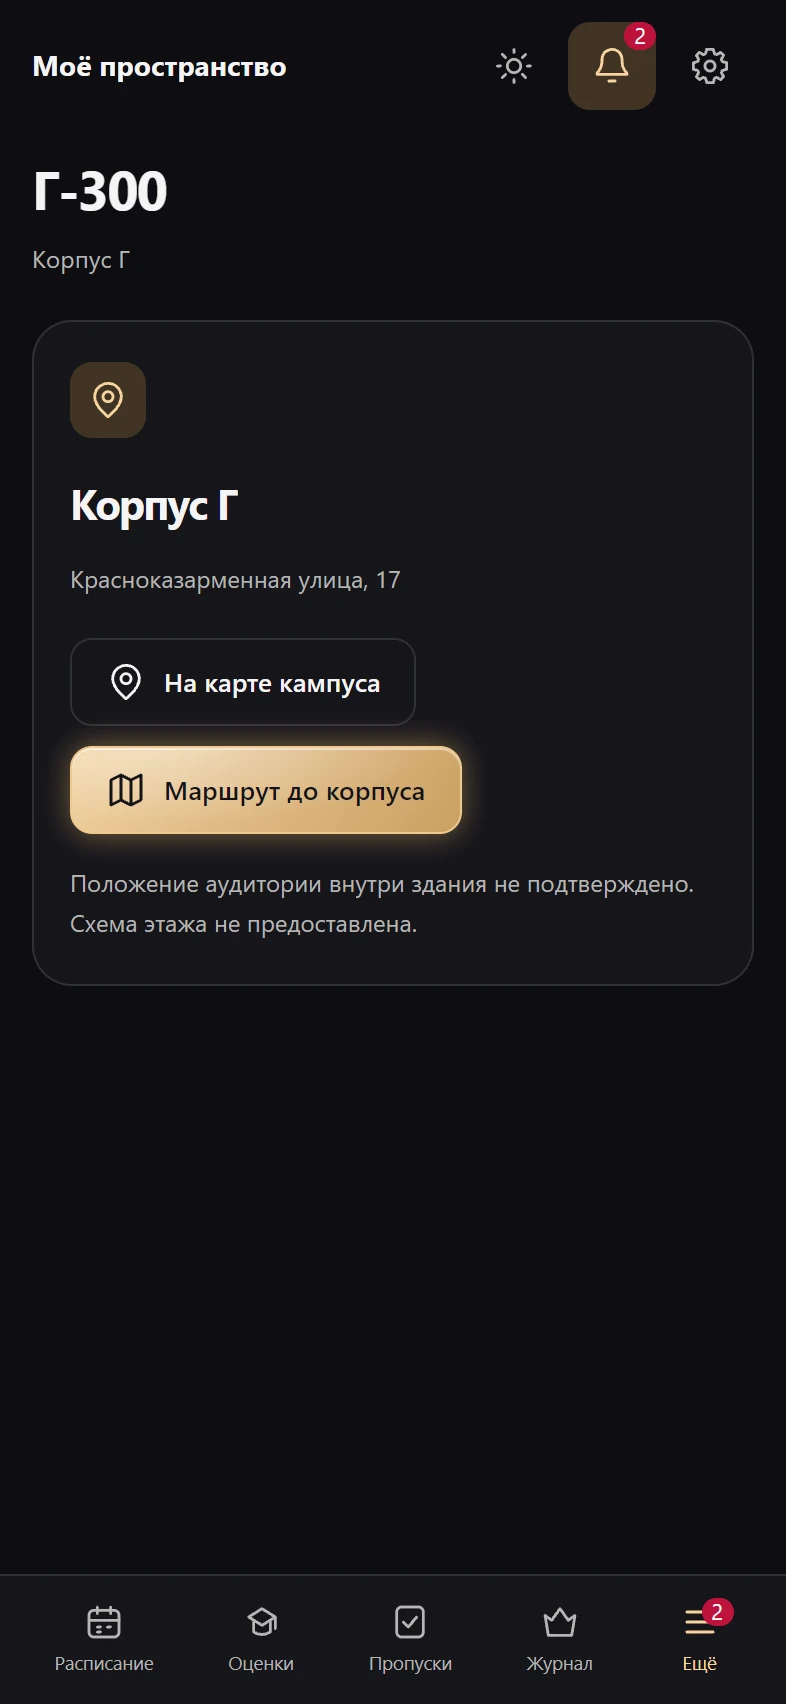 Моё пространство
2
Г-300
Корпус Г
Корпус Г
Красноказарменная улица, 17
На карте кампуса
Маршрут до корпуса
Положение аудитории внутри здания не подтверждено.
Схема этажа не предоставлена.
2
Расписание
Оценки
Пропуски
Журнал
Ещё